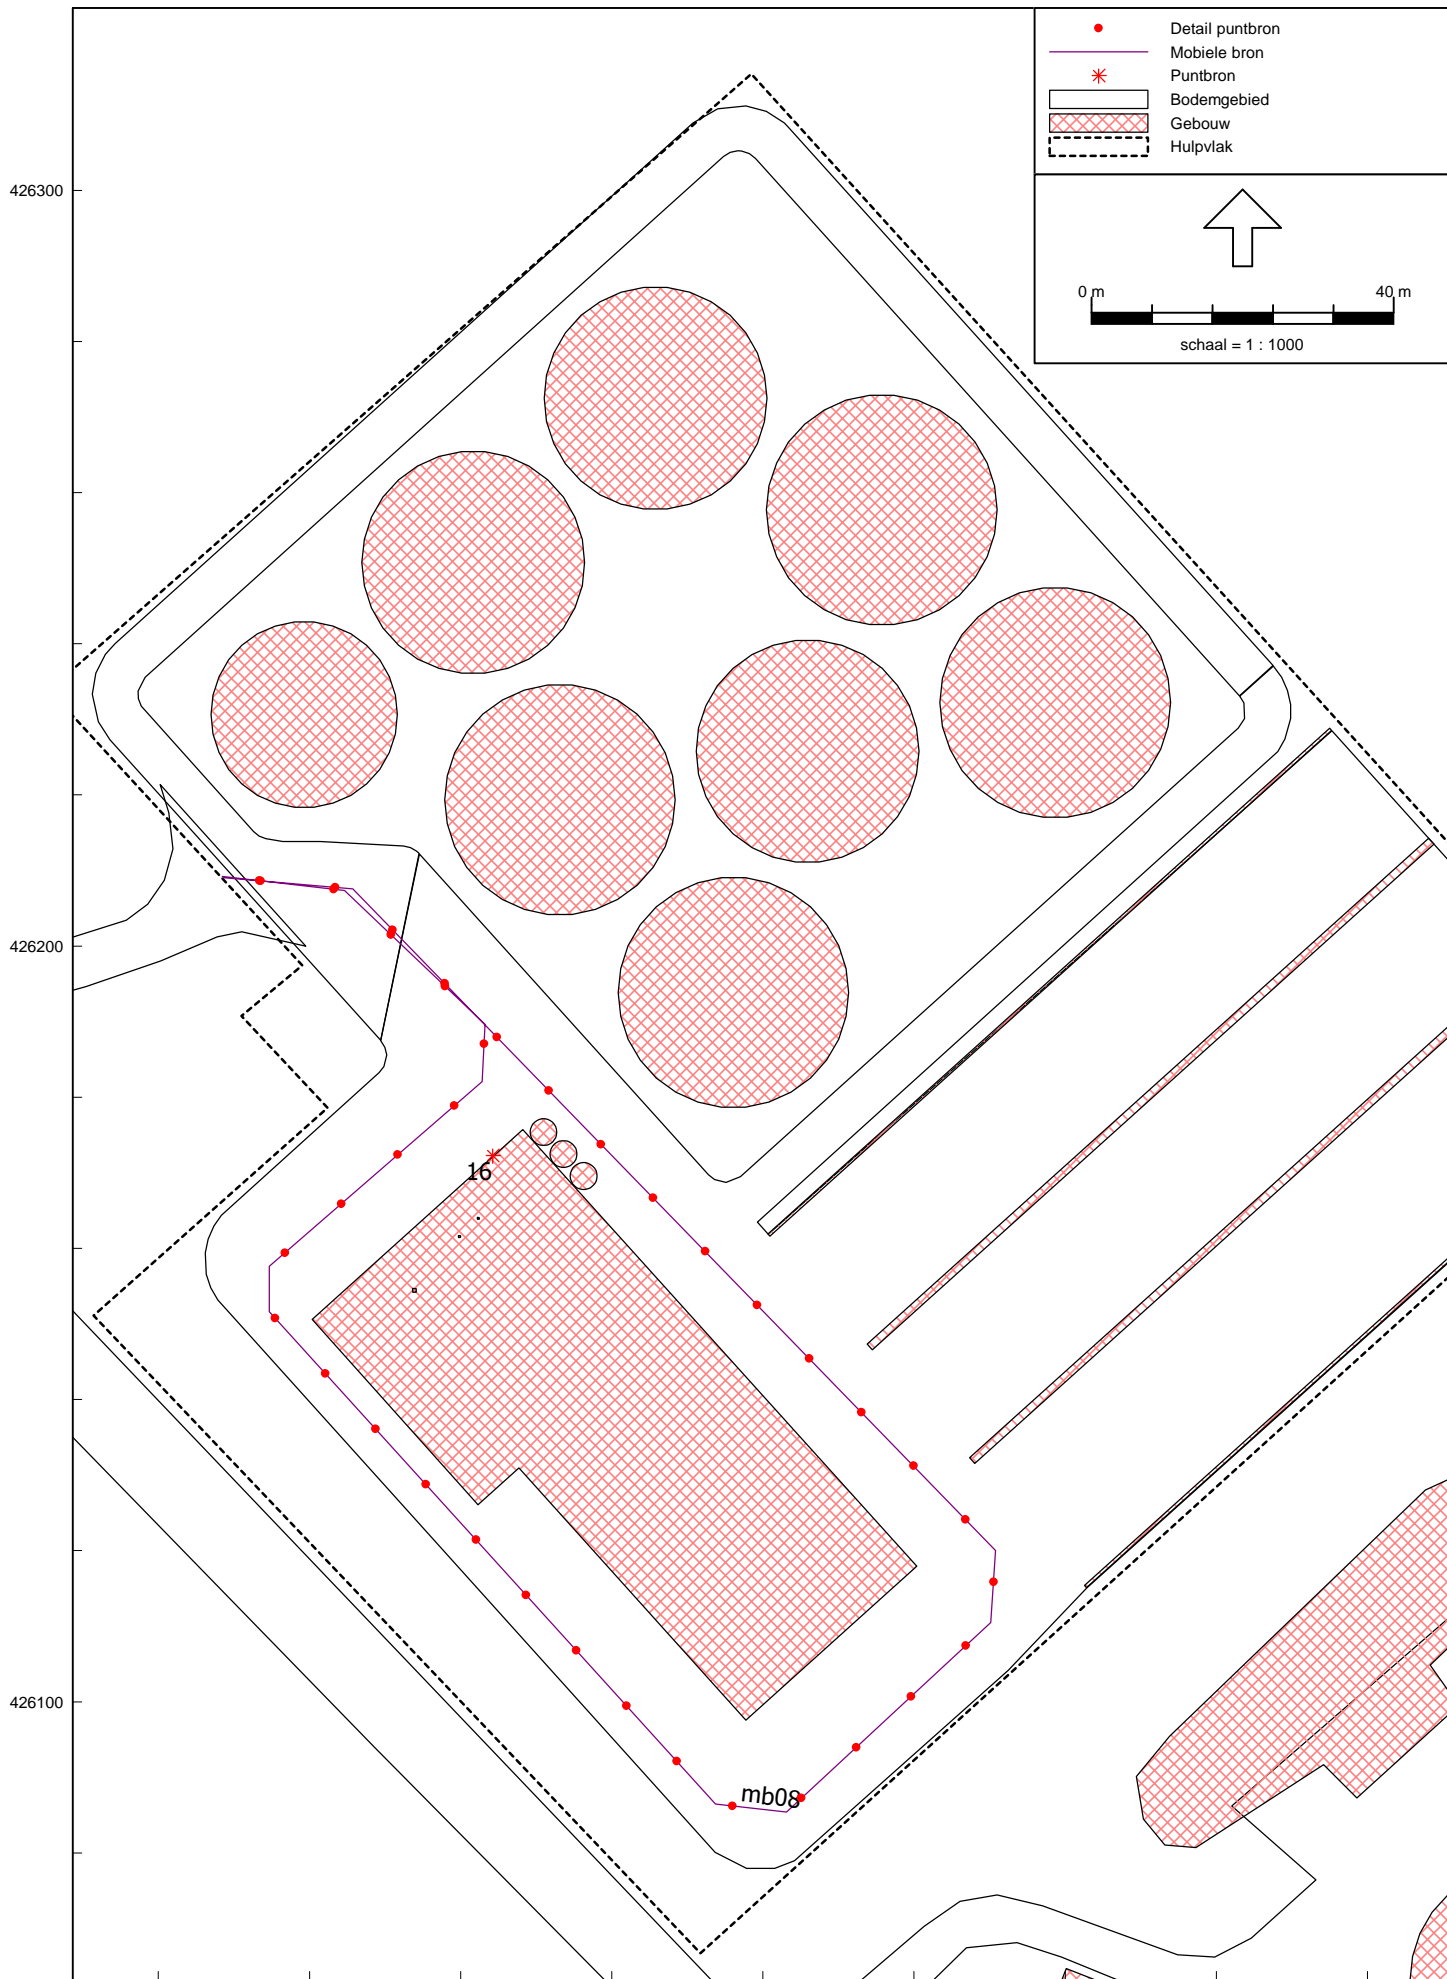 Detail puntbron
Mobiele bron
Puntbron
Bodemgebied
Gebouw
Hulpvlak
0 m
40 m
schaal = 1 : 1000
426300
426200
16
426100
mb08